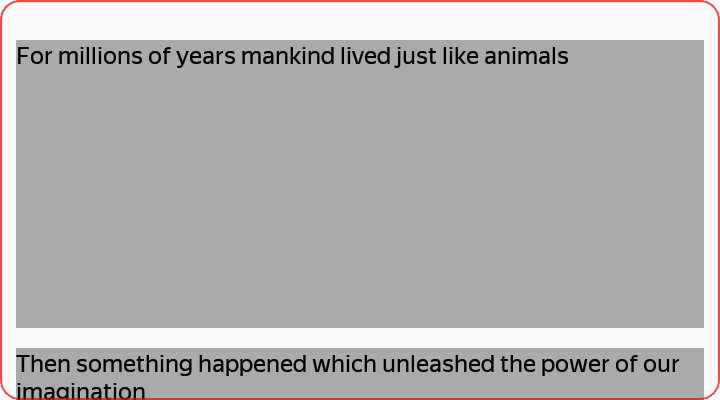 For millions of years mankind lived just like animals
Then something happened which unleashed the power of our
imagination